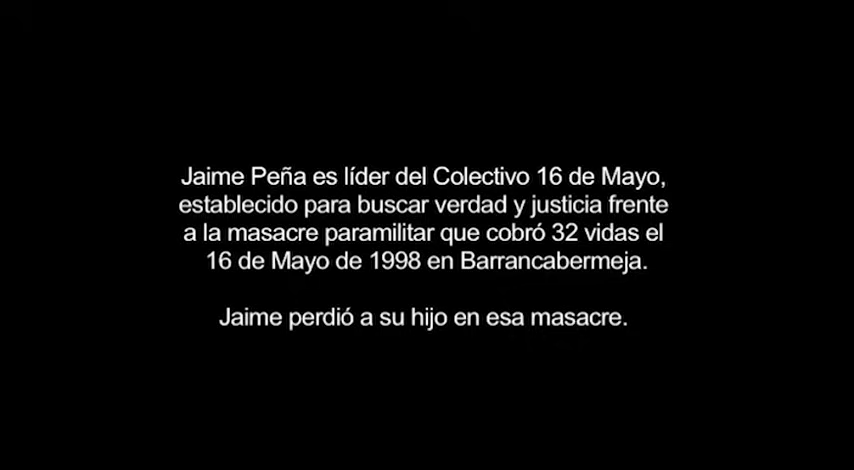 Jaime Peña es líder del Colectivo 16 de Mayo,
establecido para buscar verdad y justicia frente
a la masacre paramilitar que cobró 32 vidas el
16 de Mayo de 1998 en Barrancabermeja.
Jaime perdió a su hijo en esa masacre.